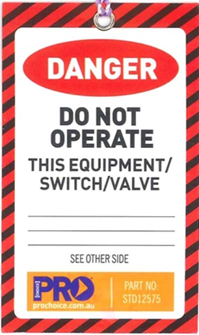 DANGER
DO NOT
OPERATE
THIS EQUIPMENT/
SWITCH/VALVE
SEE OTHER SIDE
PRO
prochoice.com.au
PART NO.
STD12575